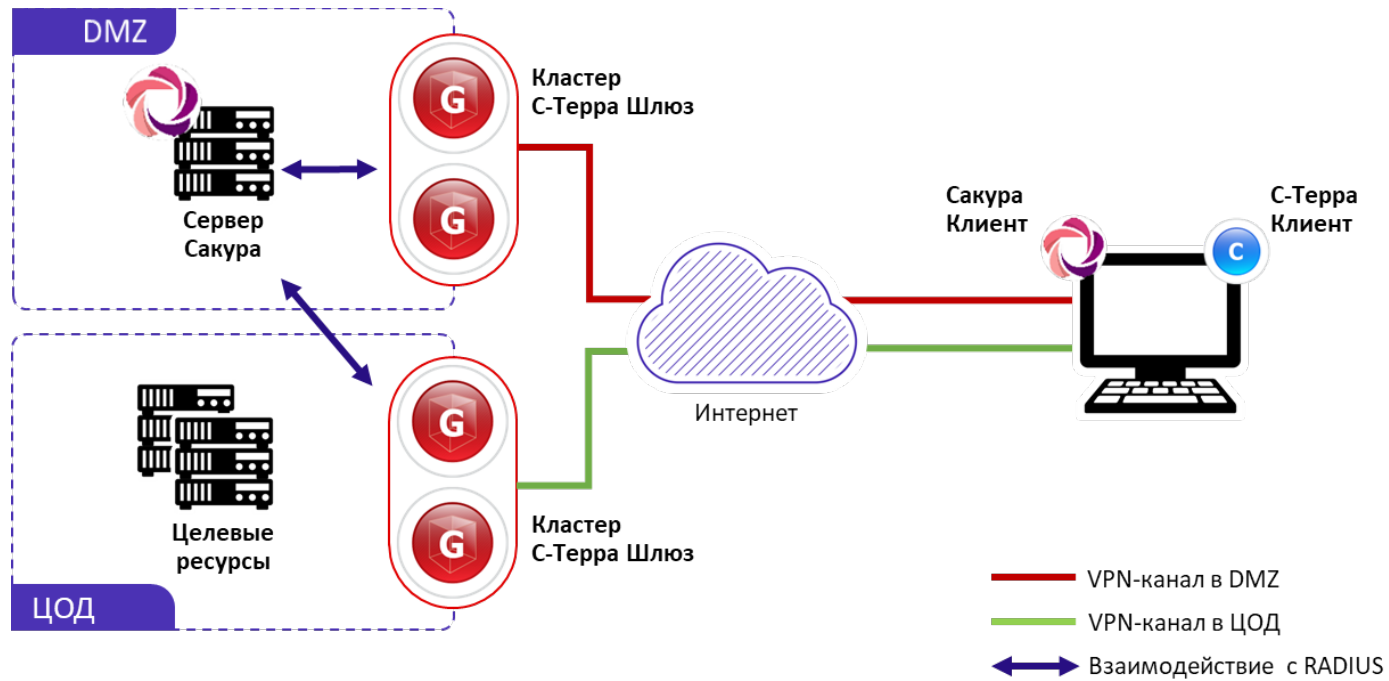 DMZ
G
Кластер
С-Терра Шлюз
G
Сервер
Сакура
Сакура
Клиент
С-Терра
Клиент
C
Интернет
G
Целевые
ресурсы
G
Кластер
С-Терра Шлюз
ЦОД
VPN-канал в DMZ
VPN-канал в ЦОД
Взаимодействие с RADIUS